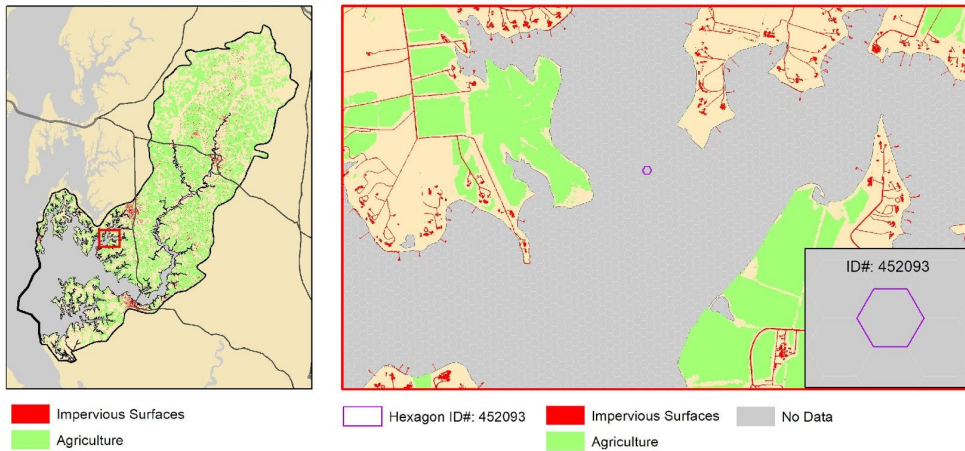 ID#: 452093
Impervious Surfaces
Agriculture
Hexagon ID#: 452093
Impervious Surfaces
No Data
Agriculture